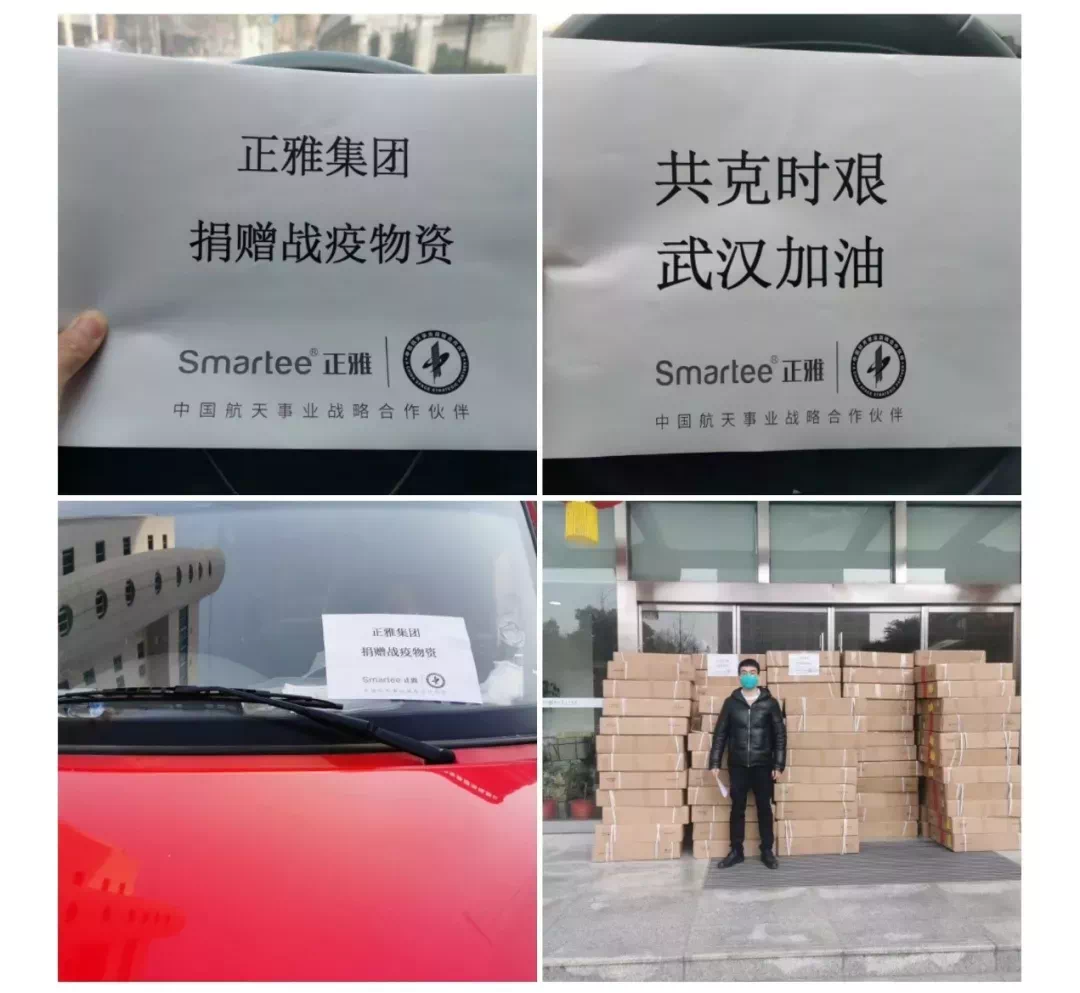 正雅集团
捐赠战疫物资
Smartee® 正雅
中国航天事业战略合作伙伴
共克时艰
武汉加油
Smartee® 正雅
中国航天事业战略合作伙伴
正雅集团
捐赠战疫物资
Smartee 正雅